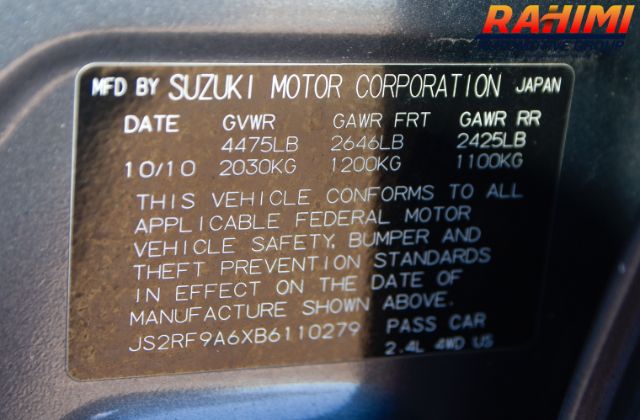 RAHIMI
AUTOMOTIVE GROUP
MFD BY SUZUKI MOTOR CORPORATION JAPAN
DATE GVWR GAWR FRT GAWR RR
4475LB 2646LB 2425LB
10/10 2030KG 1200KG 1100KG
THIS VEHICLE CONFORMS TO ALL
APPLICABLE FEDERAL MOTOR
VEHICLE SAFETY, BUMPER AND
THEFT PREVENTION STANDARDS
IN EFFECT ON THE DATE OF
MANUFACTURE SHOWN ABOVE.
JS2RF9A6XB6110279 PASS CAR
2.4L 4WD US